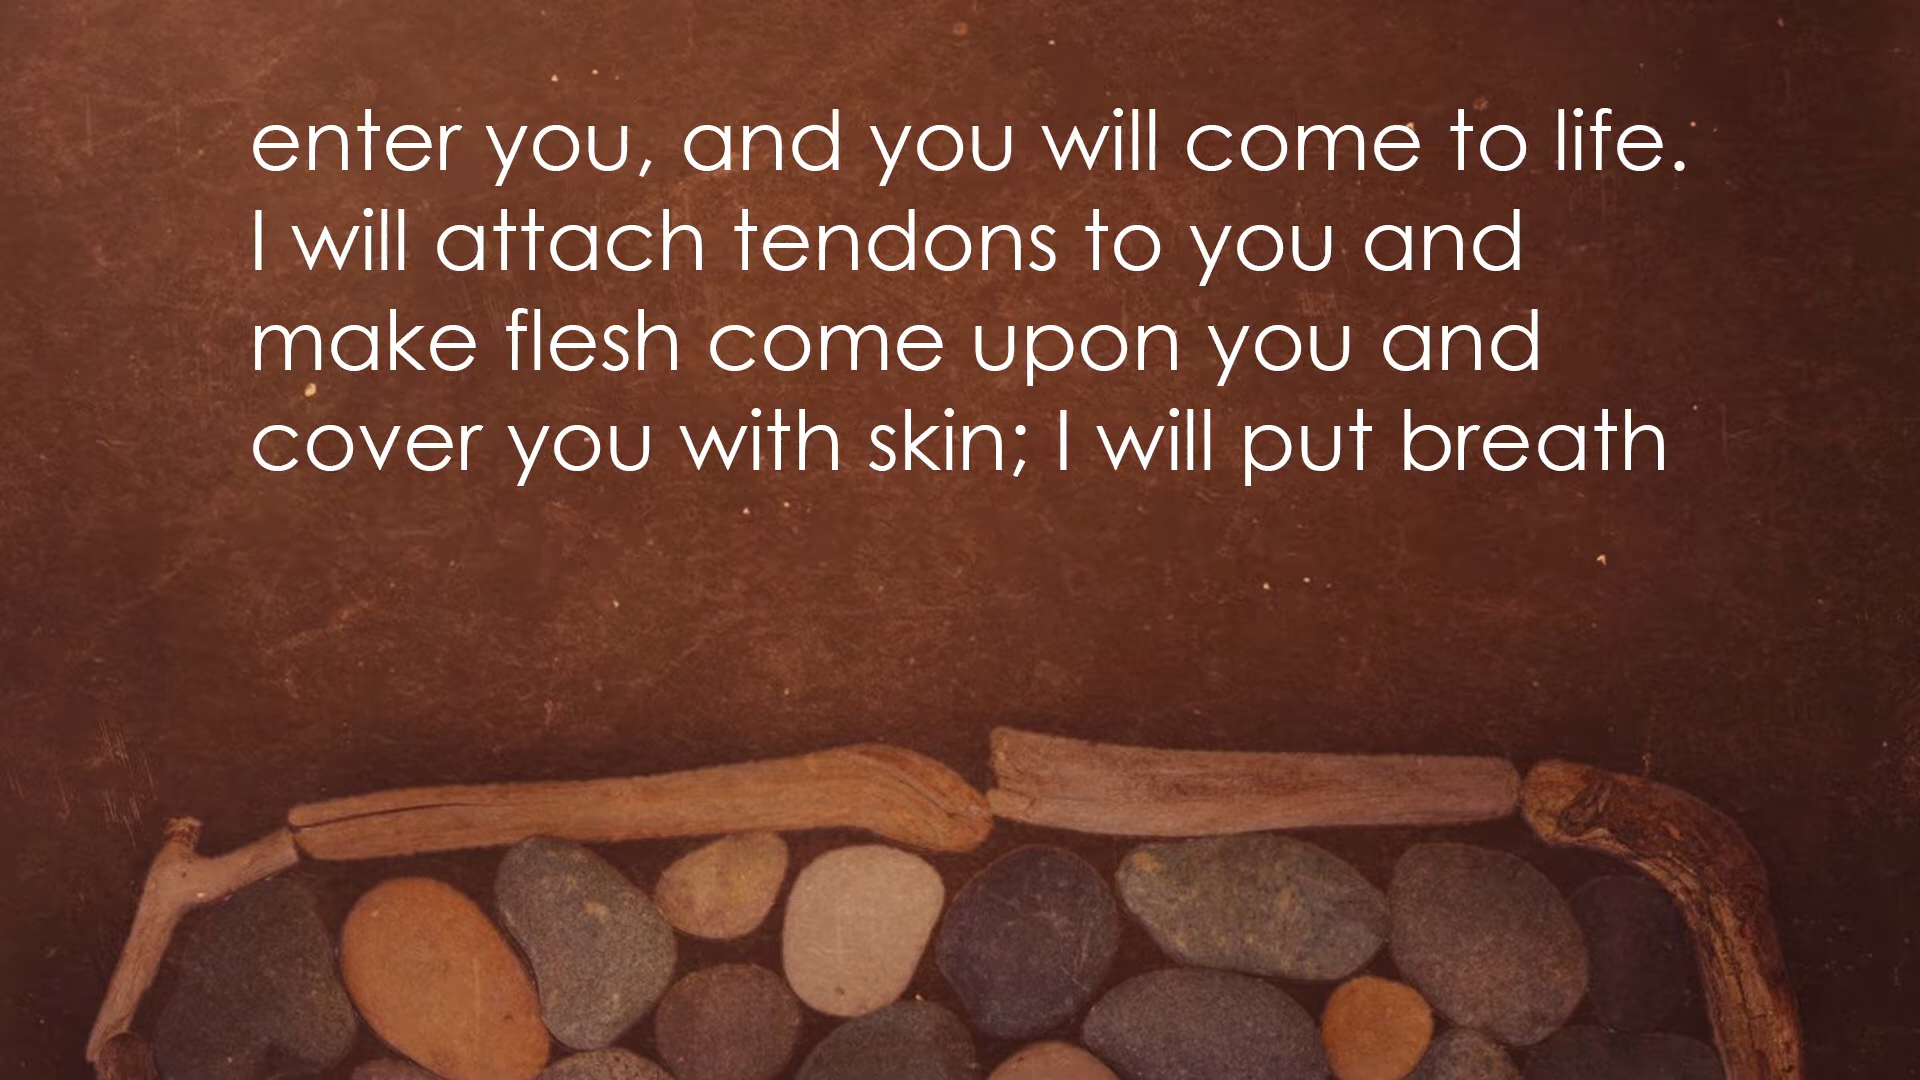 enter you, and you will come to life.
I will attach tendons to you and
make flesh come upon you and
cover you with skin; I will put breath